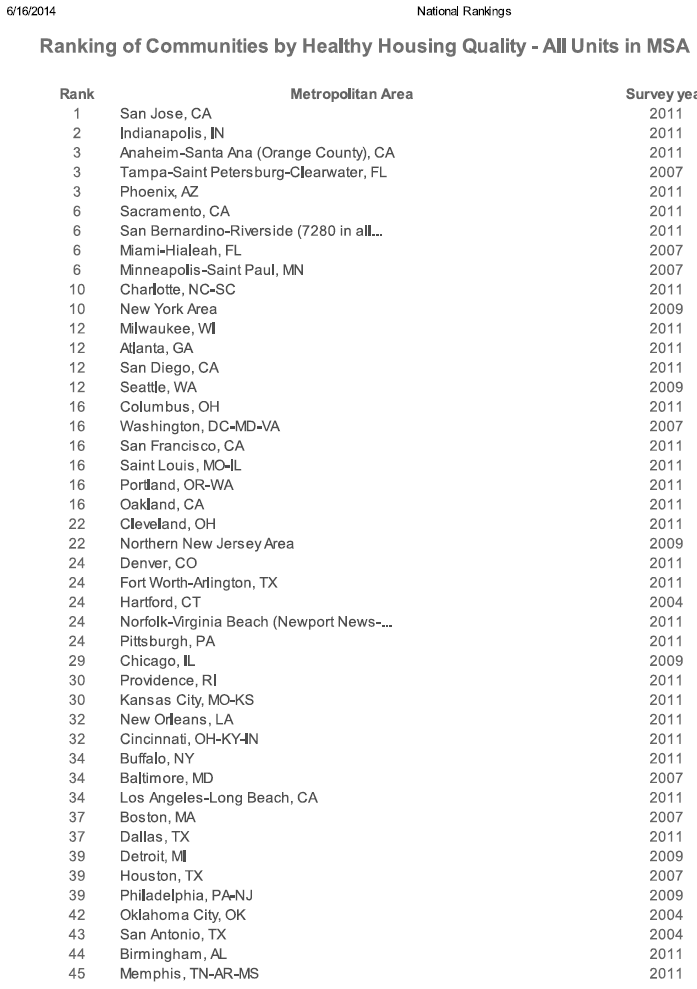 6/16/2014 National Rankings
Ranking of Communities by Healthy Housing Quality - All Units in MSA
Rank Metropolitan Area Survey yea
1 San Jose, CA 2011
2 Indianapolis, IN 2011
3 Anaheim-Santa Ana (Orange County), CA 2011
3 Tampa-Saint Petersburg-Clearwater, FL 2007
3 Phoenix, AZ 2011
6 Sacramento, CA 2011
6 San Bernardino-Riverside (7280 in all... 2011
6 Miami-Hialeah, FL 2007
6 Minneapolis-Saint Paul, MN 2007
10 Charlotte, NC-SC 2011
10 New York Area 2009
12 Milwaukee, WI 2011
12 Atlanta, GA 2011
12 San Diego, CA 2011
12 Seattle, WA 2009
16 Columbus, OH 2011
16 Washington, DC-MD-VA 2007
16 San Francisco, CA 2011
16 Saint Louis, MO-IL 2011
16 Portland, OR-WA 2011
16 Oakland, CA 2011
22 Cleveland, OH 2011
22 Northern New Jersey Area 2009
24 Denver, CO 2011
24 Fort Worth-Arlington, TX 2011
24 Hartford, CT 2004
24 Norfolk-Virginia Beach (Newport News-... 2011
24 Pittsburgh, PA 2011
29 Chicago, IL 2009
30 Providence, RI 2011
30 Kansas City, MO-KS 2011
32 New Orleans, LA 2011
32 Cincinnati, OH-KY-IN 2011
34 Buffalo, NY 2011
34 Baltimore, MD 2007
34 Los Angeles-Long Beach, CA 2011
37 Boston, MA 2007
37 Dallas, TX 2011
39 Detroit, MI 2009
39 Houston, TX 2007
39 Philadelphia, PA-NJ 2009
42 Oklahoma City, OK 2004
43 San Antonio, TX 2004
44 Birmingham, AL 2011
45 Memphis, TN-AR-MS 2011